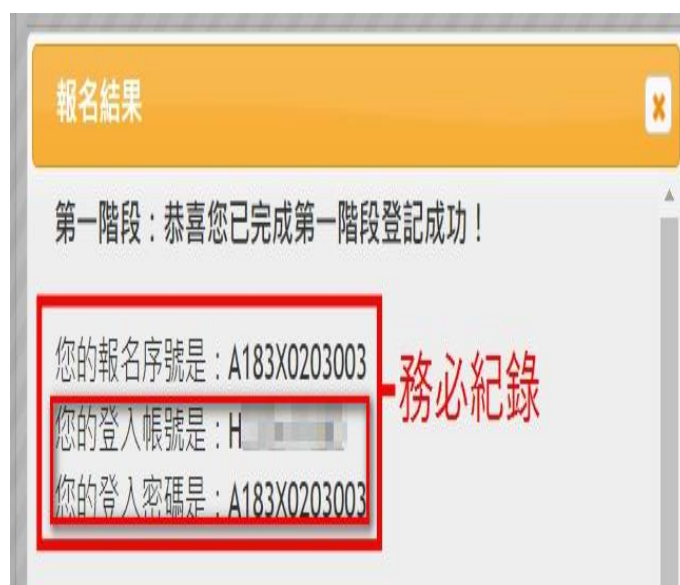 報名結果
第一階段：恭喜您已完成第一階段登記成功！
您的報名序號是：A183X0203003
您的登入帳號是：H
您的登入密碼是：A183X0203003
務必紀錄